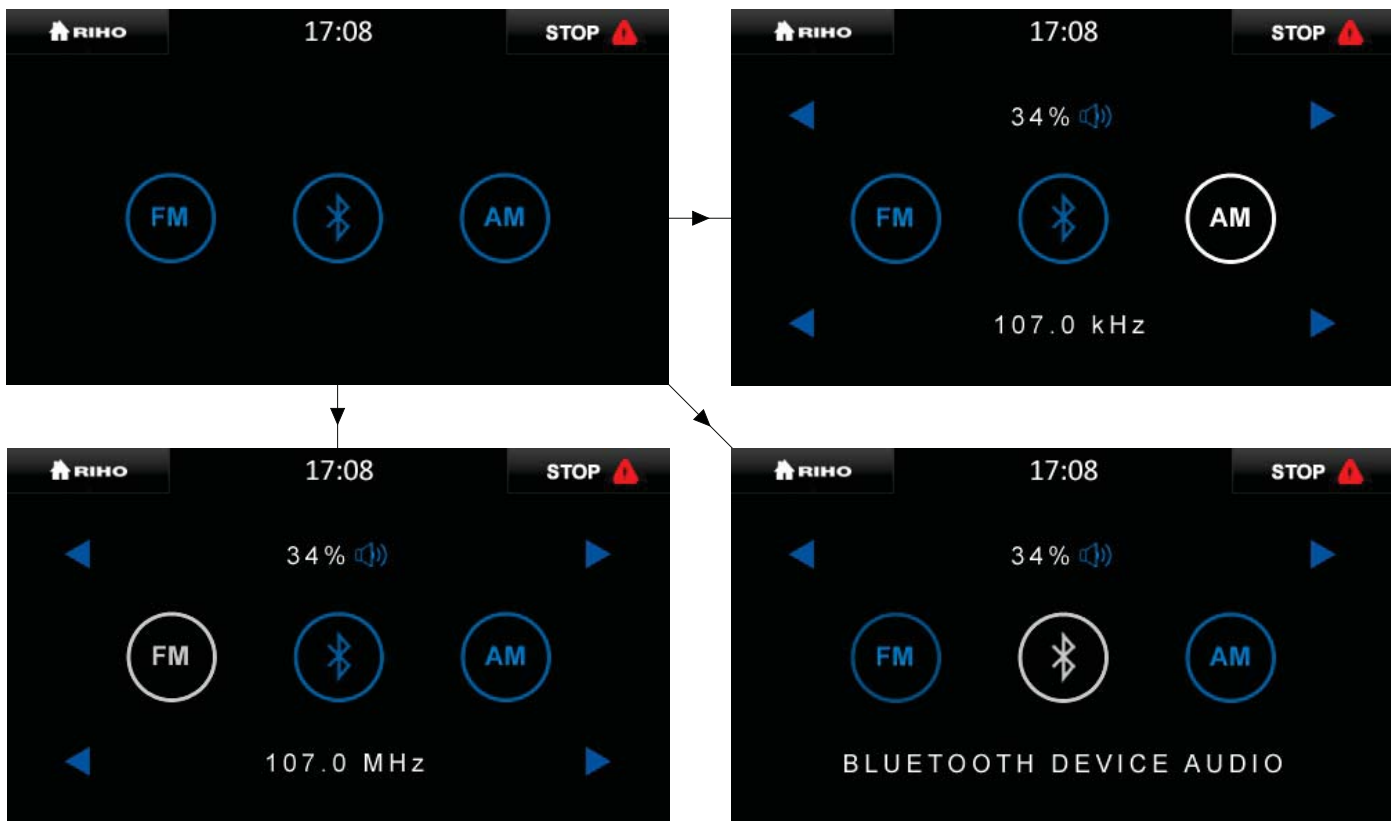 RIHO 17:08 STOP
FM AM
RIHO 17:08 STOP
34%
FM AM
107.0 kHz
RIHO 17:08 STOP
34%
FM AM
107.0 MHz
RIHO 17:08 STOP
34%
FM AM
BLUETOOTH DEVICE AUDIO